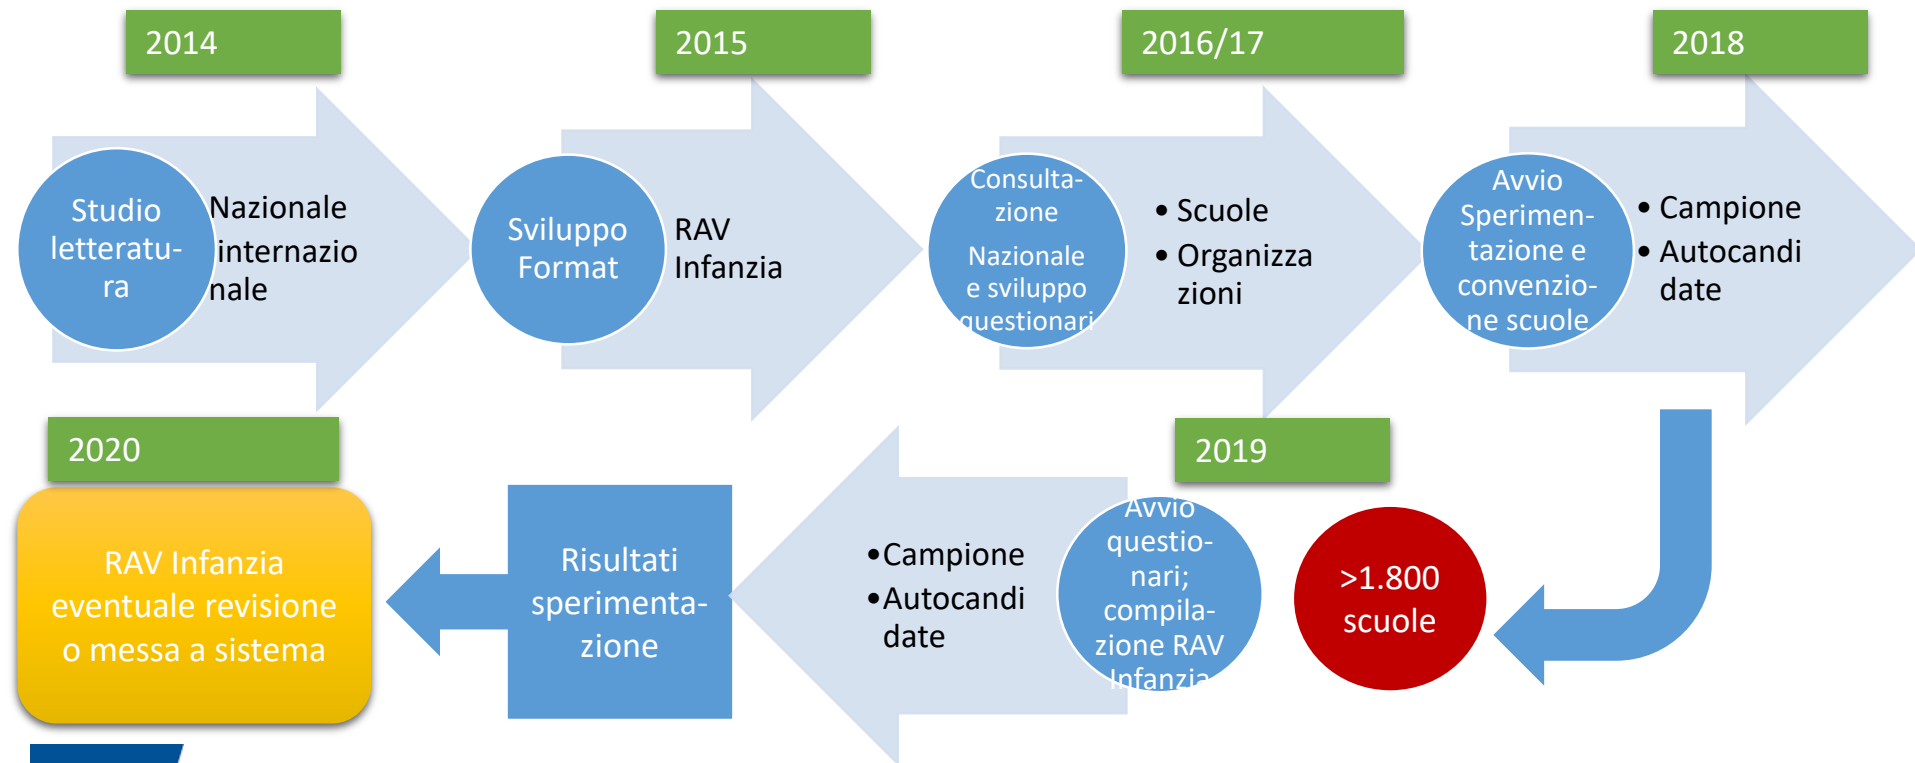 2014
Studio
letteratu-
ra
Nazionale
internazio
nale
2015
Sviluppo
Format
RAV
Infanzia
2016/17
Consulta-
zione
Nazionale
e sviluppo
questionari
• Scuole
• Organizza
zioni
2018
Avvio
Sperimen-
tazione e
convenzio-
ne scuole
• Campione
• Autocandi
date
2019
>1.800
scuole
Avvio
questio-
nari;
compila-
zione RAV
Infanzia
•Campione
•Autocandi
date
Risultati
sperimenta-
zione
2020
RAV Infanzia
eventuale revisione
o messa a sistema